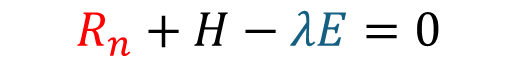 Rₙ + H − λE = 0